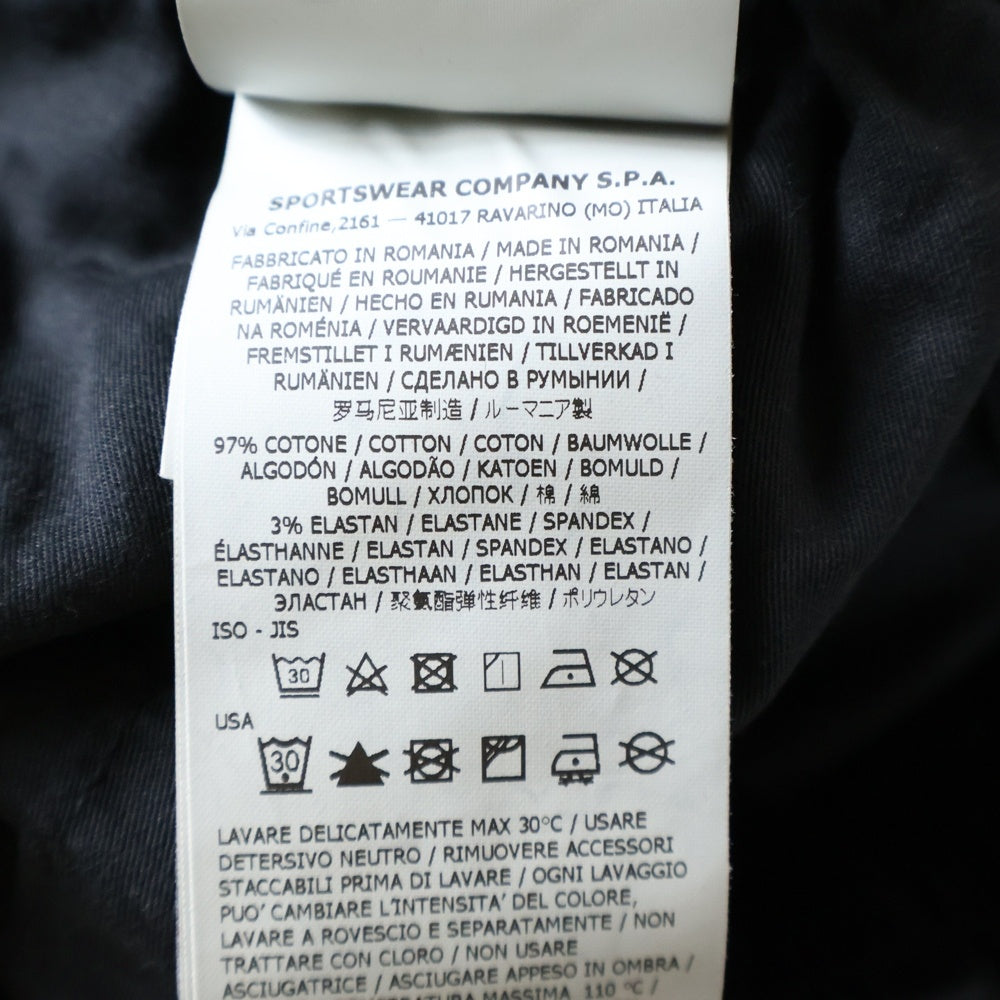 SPORTSWEAR COMPANY S.P.A.
Via Confine,2161 — 41017 RAVARINO (MO) ITALIA
FABBRICATO IN ROMANIA / MADE IN ROMANIA /
FABRIQUÉ EN ROUMANIE / HERGESTELLT IN
RUMÄNIEN / HECHO EN RUMANIA / FABRICADO
NA ROMÉNIA / VERVAARDIGD IN ROEMENIË /
FREMSTILLET I RUMÆNIEN / TILLVERKAD I
RUMÄNIEN / СДЕЛАНО В РУМЫНИИ /
罗马尼亚制造 / ルーマニア製
97% COTONE / COTTON / COTON / BAUMWOLLE /
ALGODÓN / ALGODÃO / KATOEN / BOMULD /
BOMULL / ХЛОПОК / 棉 / 綿
3% ELASTAN / ELASTANE / SPANDEX /
ÉLASTHANNE / ELASTAN / SPANDEX / ELASTANO /
ELASTANO / ELASTHAAN / ELASTHAN / ELASTAN /
ЭЛАСТАН / 聚氨酯弹性纤维 / ポリウレタン
ISO - JIS
30
USA
30
LAVARE DELICATAMENTE MAX 30°C / USARE
DETERSIVO NEUTRO / RIMUOVERE ACCESSORI
STACCABILI PRIMA DI LAVARE / OGNI LAVAGGIO
PUO' CAMBIARE L'INTENSITA' DEL COLORE,
LAVARE A ROVESCIO E SEPARATAMENTE / NON
TRATTARE CON CLORO / NON USARE
ASCIUGATRICE / ASCIUGARE APPESO IN OMBRA /
MASSIMA 110 °C /